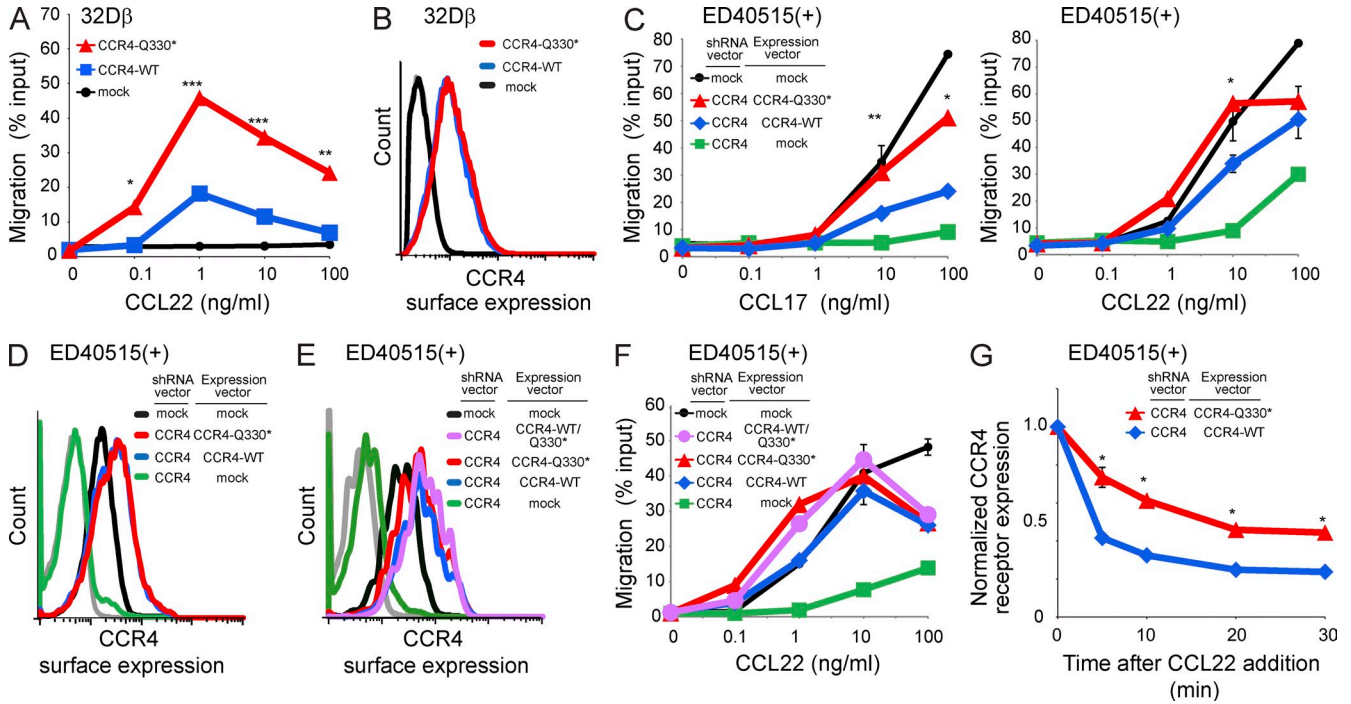 A
32Dβ
Migration (% input)
70
60
50
40
30
20
10
0
CCR4-Q330*
CCR4-WT
mock
*
***
***
**
0 0.1 1 10 100
CCL22 (ng/ml)
B
32Dβ
CCR4-Q330*
CCR4-WT
mock
Count
CCR4
surface expression
C
ED40515(+)
Migration (% input)
80
70
60
50
40
30
20
10
0
shRNA vector Expression vector
mock mock
CCR4 CCR4-Q330*
CCR4 CCR4-WT
CCR4 mock
**
*
0 0.1 1 10 100
CCL17 (ng/ml)
ED40515(+)
Migration (% input)
80
70
60
50
40
30
20
10
0
*
0 0.1 1 10 100
CCL22 (ng/ml)
D
ED40515(+)
shRNA vector Expression vector
mock mock
CCR4 CCR4-Q330*
CCR4 CCR4-WT
CCR4 mock
Count
CCR4
surface expression
E
ED40515(+)
shRNA vector Expression vector
mock mock
CCR4 CCR4-WT/Q330*
CCR4 CCR4-Q330*
CCR4 CCR4-WT
CCR4 mock
Count
CCR4
surface expression
F
ED40515(+)
shRNA vector Expression vector
mock mock
CCR4 CCR4-WT/Q330*
CCR4 CCR4-Q330*
CCR4 CCR4-WT
CCR4 mock
Migration (% input)
60
50
40
30
20
10
0
0 0.1 1 10 100
CCL22 (ng/ml)
G
ED40515(+)
shRNA vector Expression vector
CCR4 CCR4-Q330*
CCR4 CCR4-WT
Normalized CCR4
receptor expression
1.0
0.5
0
*
*
*
*
0 10 20 30
Time after CCL22 addition
(min)